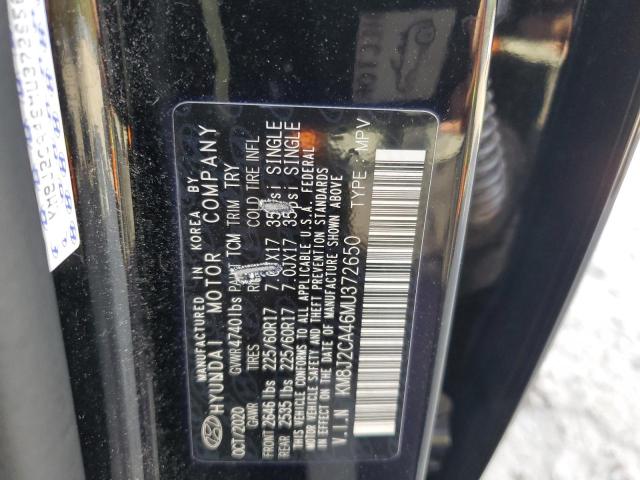 MANUFACTURED IN KOREA BY
HYUNDAI MOTOR COMPANY
OCT/2020 GVWR 4740lbs PAINT TCM TRIM TRY
GAWR TIRES COLD TIRE INFL
FRONT 2646 lbs 225/60R17 7.0JX17 35psi SINGLE
REAR 2535 lbs 225/60R17 7.0JX17 35psi SINGLE
THIS VEHICLE CONFORMS TO ALL APPLICABLE U.S.A. FEDERAL
MOTOR VEHICLE SAFETY AND THEFT PREVENTION STANDARDS
IN EFFECT ON THE DATE OF MANUFACTURE SHOWN ABOVE
V.I.N KM8J2CA46MU372650 TYPE : MPV